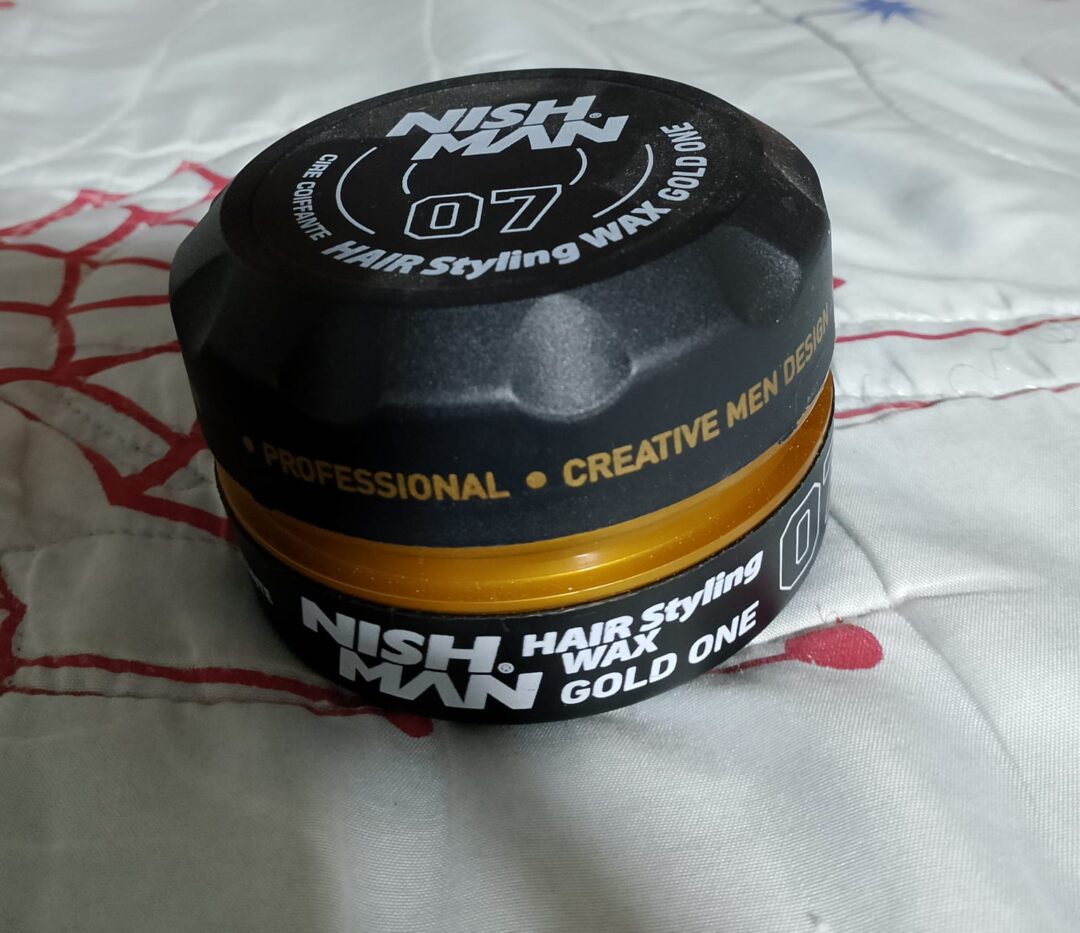 NISH
MAN®
07
CIRE COIFFANTE HAIR Styling WAX GOLD ONE
• PROFESSIONAL • CREATIVE MEN DESIGN
NISH
MAN®
HAIR Styling
WAX
GOLD ONE
0